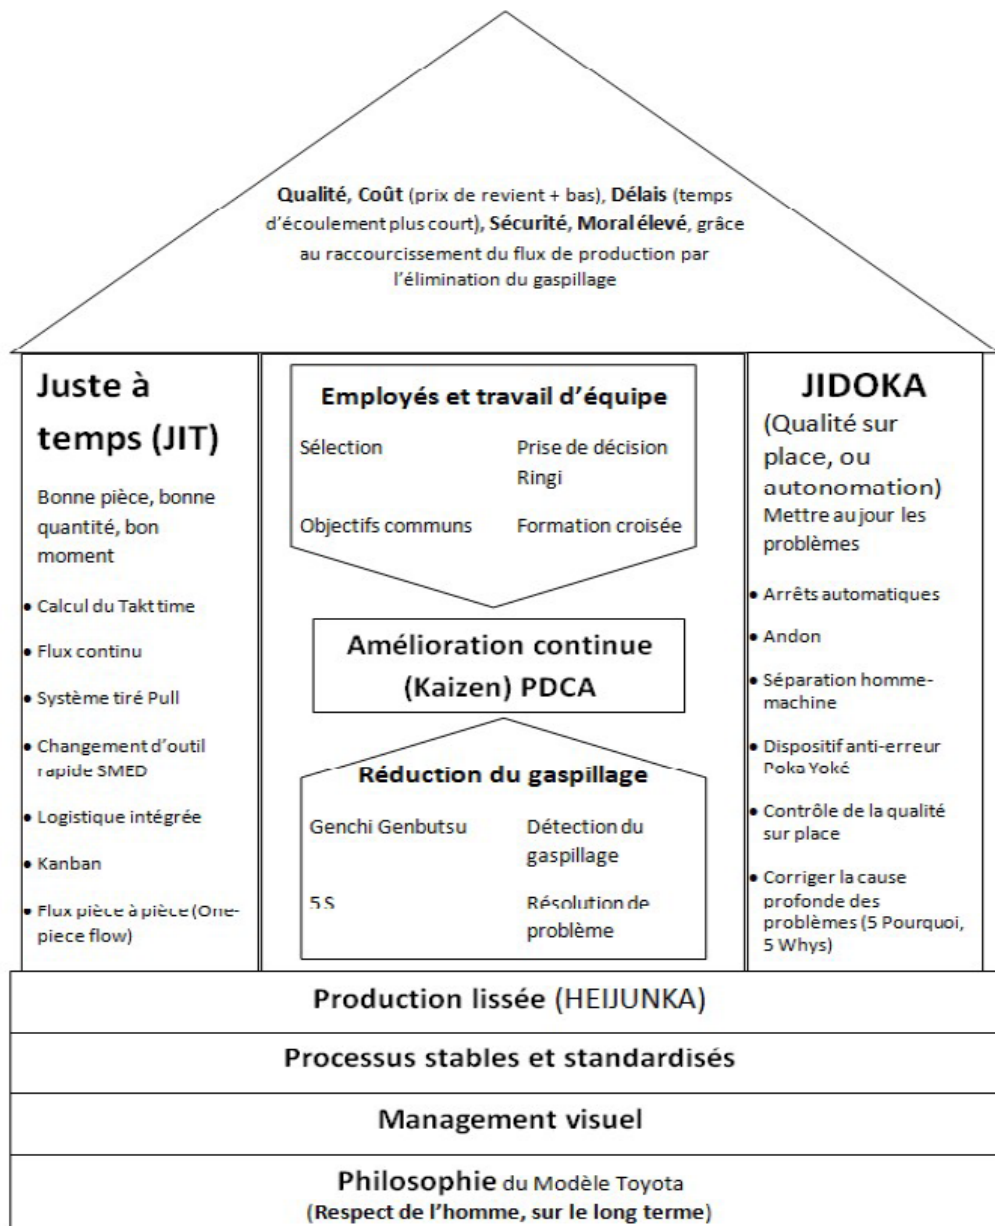 Qualité, Coût (prix de revient + bas), Délais (temps
d'écoulement plus court), Sécurité, Moral élevé, grâce
au raccourcissement du flux de production par
l'élimination du gaspillage
Juste à
temps (JIT)
Bonne pièce, bonne
quantité, bon
moment
• Calcul du Takt time
• Flux continu
• Système tiré Pull
• Changement d'outil
rapide SMED
• Logistique intégrée
• Kanban
• Flux pièce à pièce (One-
piece flow)
Employés et travail d'équipe
Sélection
Prise de décision
Ringi
Objectifs communs
Formation croisée
Amélioration continue
(Kaizen) PDCA
Réduction du gaspillage
Genchi Genbutsu
Détection du
gaspillage
5 S
Résolution de
problème
JIDOKA
(Qualité sur
place, ou
autonomation)
Mettre au jour les
problèmes
• Arrêts automatiques
• Andon
• Séparation homme-
machine
• Dispositif anti-erreur
Poka Yoké
• Contrôle de la qualité
sur place
• Corriger la cause
profonde des
problèmes (5 Pourquoi,
5 Whys)
Production lissée (HEIJUNKA)
Processus stables et standardisés
Management visuel
Philosophie du Modèle Toyota
(Respect de l'homme, sur le long terme)